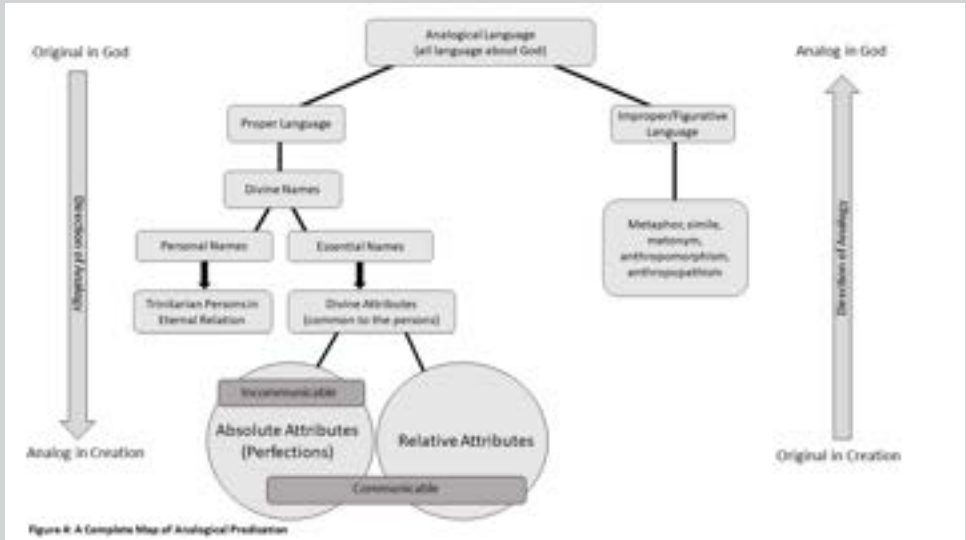 Analogical Language
(all language about God)
Original in God
Analog in God
Proper Language
Improper/Figurative
Language
Divine Names
Direction of Analogy
Metaphor, simile,
metonym,
anthropomorphism,
anthropopathism
Direction of Analogy
Personal Names
Essential Names
Trinitarian Persons in
Eternal Relation
Divine Attributes
(common to the persons)
Incommunicable
Absolute Attributes
(Perfections)
Relative Attributes
Communicable
Analog in Creation
Original in Creation
Figure 4: A Complete Map of Analogical Predication